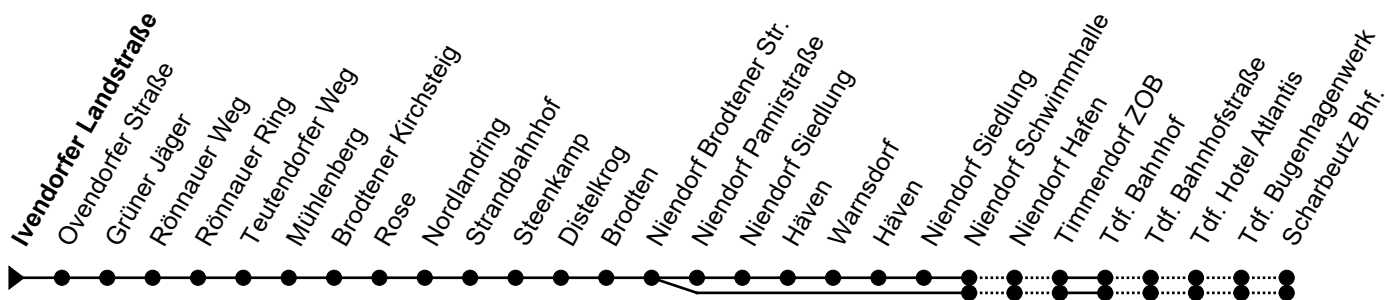 Ivendorfer Landstraße
Ovendorfer Straße
Grüner Jäger
Rönnauer Weg
Rönnauer Ring
Teutendorfer Weg
Mühlenberg
Brodtener Kirchsteig
Rose
Nordlandring
Strandbahnhof
Steenkamp
Distelkrog
Brodten
Niendorf Brodtener Str.
Niendorf Pamirstraße
Niendorf Siedlung
Häven
Warnsdorf
Häven
Niendorf Siedlung
Niendorf Schwimmhalle
Niendorf Hafen
Timmendorf ZOB
Tdf. Bahnhof
Tdf. Bahnhofstraße
Tdf. Hotel Atlantis
Tdf. Bugenhagenwerk
Scharbeutz Bhf.